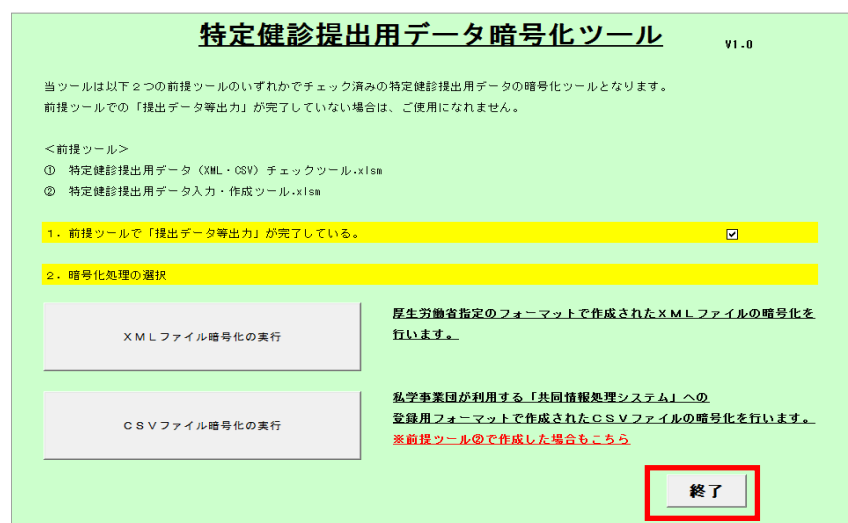 特定健診提出用データ暗号化ツール V1.0
当ツールは以下2つの前提ツールのいずれかでチェック済みの特定健診提出用データの暗号化ツールとなります。
前提ツールでの「提出データ等出力」が完了していない場合は、ご使用になれません。
<前提ツール>
① 特定健診提出用データ(XML・CSV)チェックツール.xlsm
② 特定健診提出用データ入力・作成ツール.xlsm
1.前提ツールで「提出データ等出力」が完了している。
2.暗号化処理の選択
XMLファイル暗号化の実行
厚生労働省指定のフォーマットで作成されたXMLファイルの暗号化を
行います。
CSVファイル暗号化の実行
私学事業団が利用する「共同情報処理システム」への
登録用フォーマットで作成されたCSVファイルの暗号化を行います。
※前提ツール②で作成した場合もこちら
終了